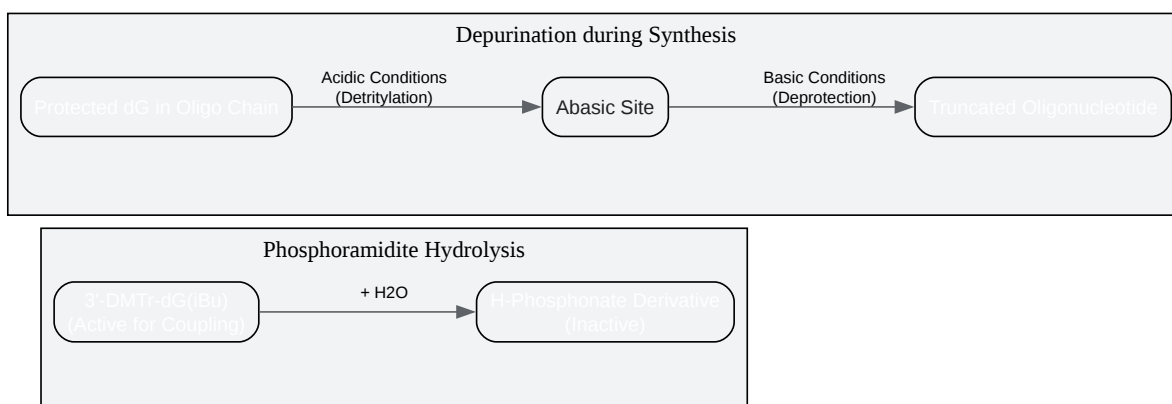 Depurination during Synthesis
Protected dG in Oligo Chain
Acidic Conditions
(Detritylation)
Abasic Site
Basic Conditions
(Deprotection)
Truncated Oligonucleotide
Phosphoramidite Hydrolysis
3'-DMTr-dG(iBu)
(Active for Coupling)
+ H2O
H-Phosphonate Derivative
(Inactive)